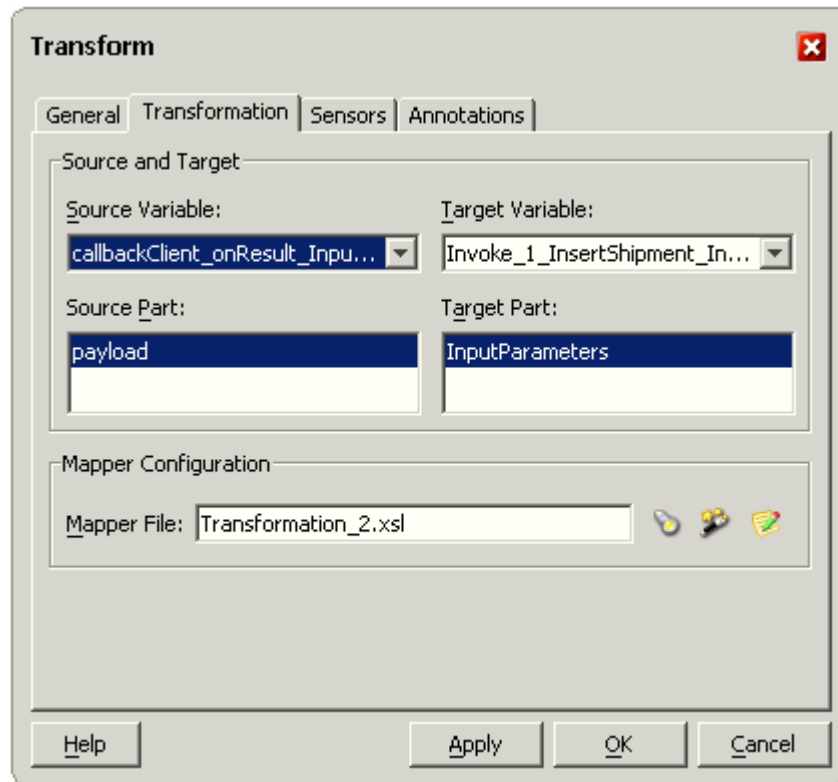 Transform
General Transformation Sensors Annotations
Source and Target
Source Variable: Target Variable:
callbackClient_onResult_Inpu... Invoke_1_InsertShipment_In...
Source Part: Target Part:
payload InputParameters
Mapper Configuration
Mapper File: Transformation_2.xsl
Help Apply OK Cancel